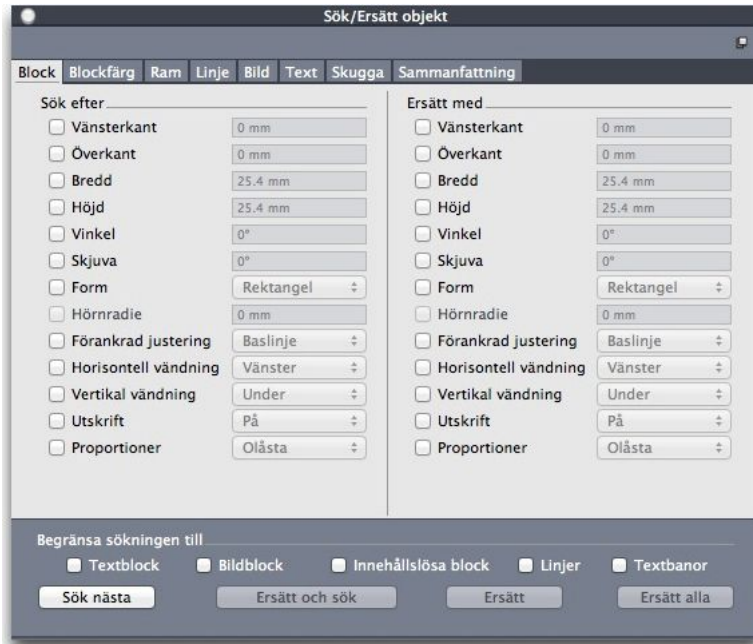 Sök/Ersätt objekt
Block Blockfärg Ram Linje Bild Text Skugga Sammanfattning
Sök efter
Vänsterkant 0 mm
Överkant 0 mm
Bredd 25.4 mm
Höjd 25.4 mm
Vinkel 0°
Skjuva 0°
Form Rektangel
Hörnradie 0 mm
Förankrad justering Baslinje
Horisontell vändning Vänster
Vertikal vändning Under
Utskrift På
Proportioner Olåsta
Ersätt med
Vänsterkant 0 mm
Överkant 0 mm
Bredd 25.4 mm
Höjd 25.4 mm
Vinkel 0°
Skjuva 0°
Form Rektangel
Hörnradie 0 mm
Förankrad justering Baslinje
Horisontell vändning Vänster
Vertikal vändning Under
Utskrift På
Proportioner Olåsta
Begränsa sökningen till
Textblock Bildblock Innehållslösa block Linjer Textbanor
Sök nästa Ersätt och sök Ersätt Ersätt alla